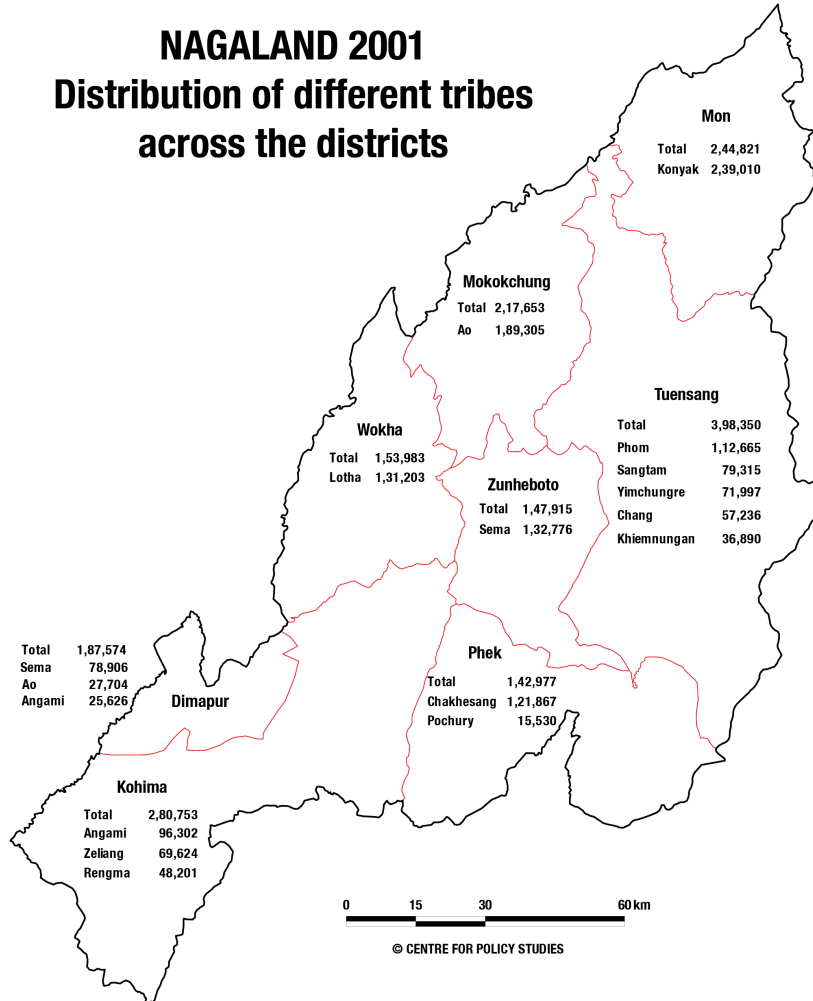 NAGALAND 2001
Distribution of different tribes
across the districts
Mon
Total 2,44,821
Konyak 2,39,010
Mokokchung
Total 2,17,653
Ao 1,89,305
Tuensang
Total 3,98,350
Phom 1,12,665
Sangtam 79,315
Yimchungre 71,997
Chang 57,236
Khiemnungan 36,890
Wokha
Total 1,53,983
Lotha 1,31,203
Zunheboto
Total 1,47,915
Sema 1,32,776
Total 1,87,574
Sema 78,906
Ao 27,704
Angami 25,626
Dimapur
Phek
Total 1,42,977
Chakhesang 1,21,867
Pochury 15,530
Kohima
Total 2,80,753
Angami 96,302
Zeliang 69,624
Rengma 48,201
0 15 30 60 km
© CENTRE FOR POLICY STUDIES